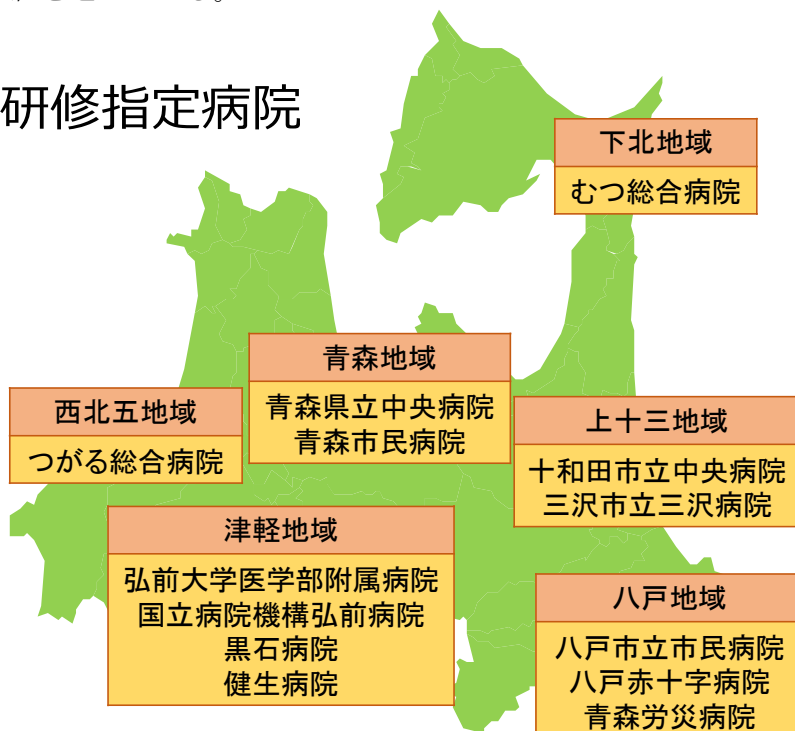 研修指定病院
下北地域
むつ総合病院
青森地域
青森県立中央病院
青森市民病院
西北五地域
つがる総合病院
上十三地域
十和田市立中央病院
三沢市立三沢病院
津軽地域
弘前大学医学部附属病院
国立病院機構弘前病院
黒石病院
健生病院
八戸地域
八戸市立市民病院
八戸赤十字病院
青森労災病院